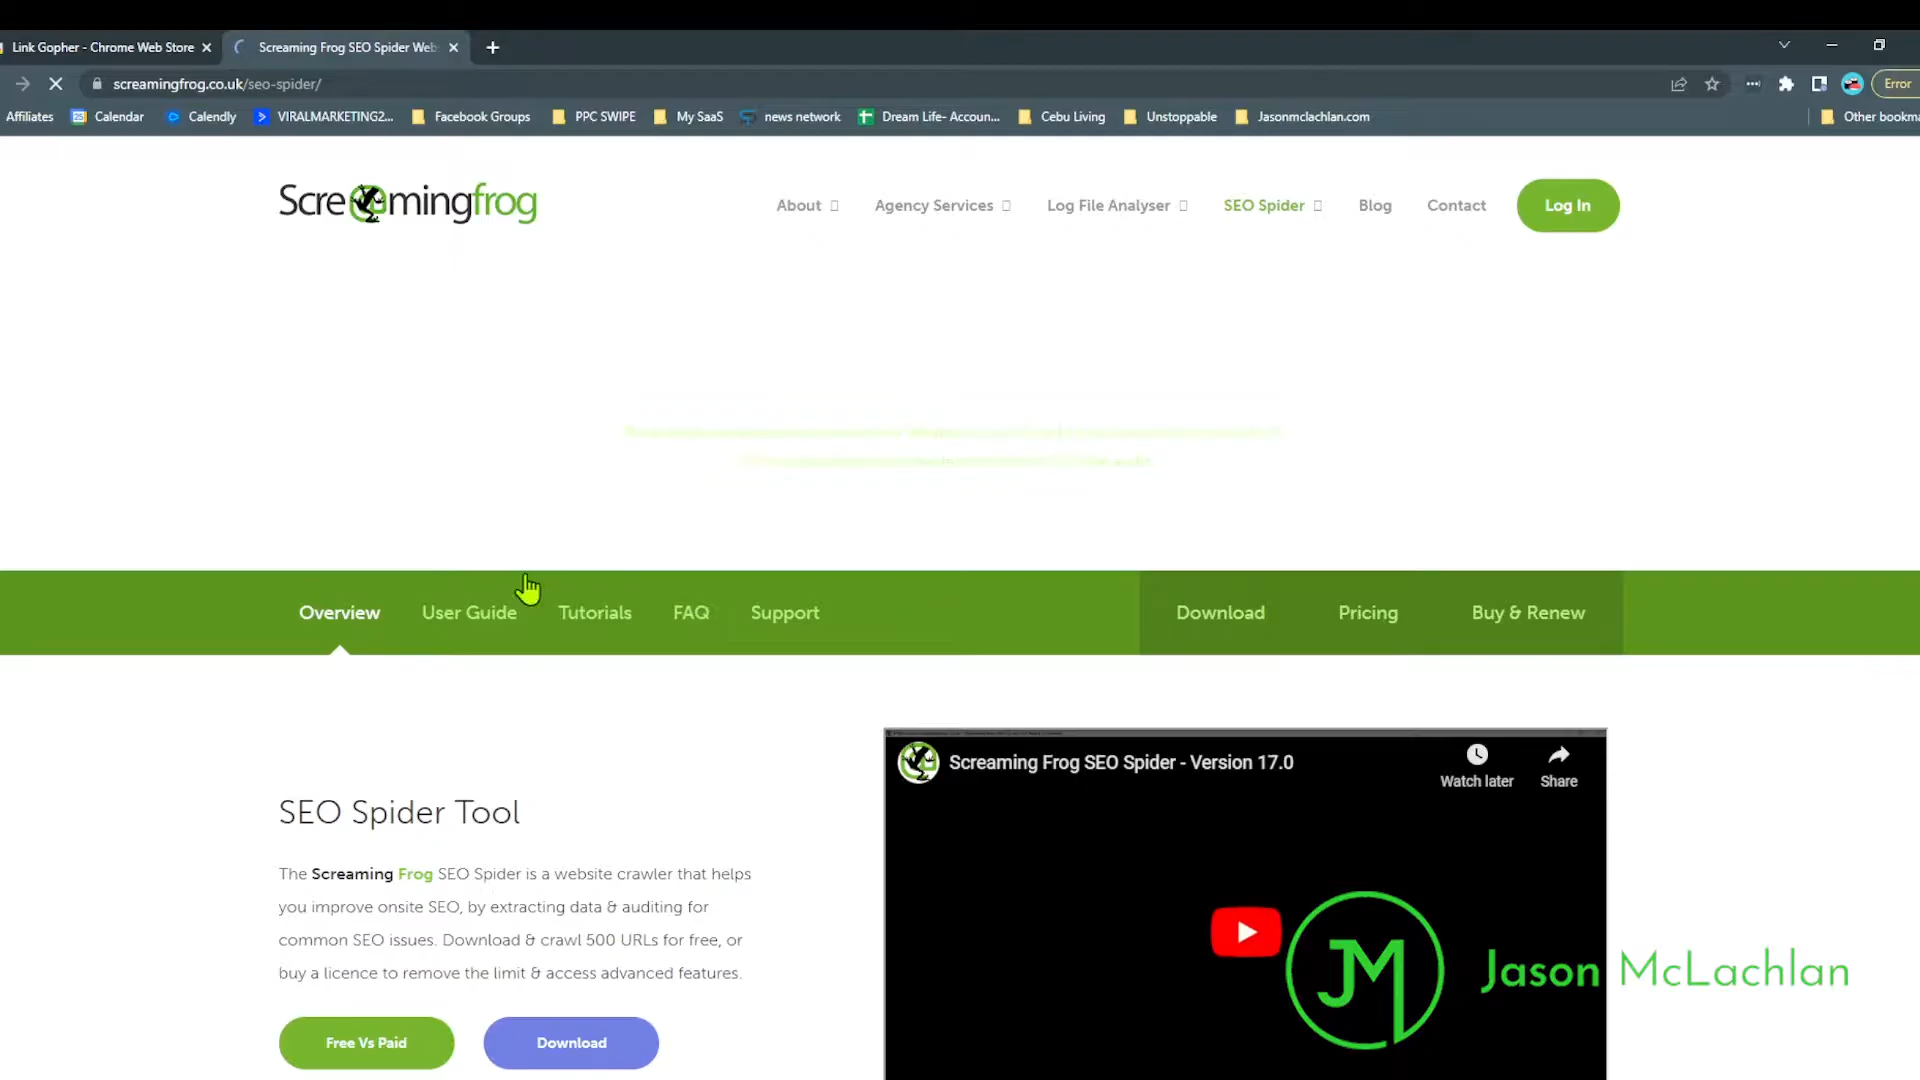 Link Gopher - Chrome Web Store
Screaming Frog SEO Spider Web
screamingfrog.co.uk/seo-spider/
Error
Affiliates
Calendar
Calendly
VIRALMARKETING2...
Facebook Groups
PPC SWIPE
My SaaS
news network
Dream Life- Accoun...
Cebu Living
Unstoppable
Jasonmclachlan.com
Other bookma
Screamingfrog
About
Agency Services
Log File Analyser
SEO Spider
Blog
Contact
Log In
Overview
User Guide
Tutorials
FAQ
Support
Download
Pricing
Buy & Renew
Screaming Frog SEO Spider - Version 17.0
Watch later
Share
SEO Spider Tool
The Screaming Frog SEO Spider is a website crawler that helps
you improve onsite SEO, by extracting data & auditing for
common SEO issues. Download & crawl 500 URLs for free, or
buy a licence to remove the limit & access advanced features.
Free Vs Paid
Download
JM
Jason McLachlan